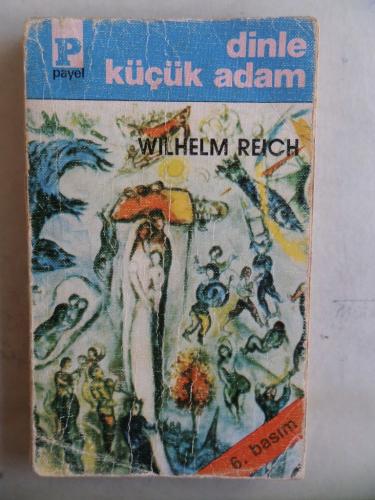 P
payel
dinle
küçük adam
WILHELM REICH
6. basım